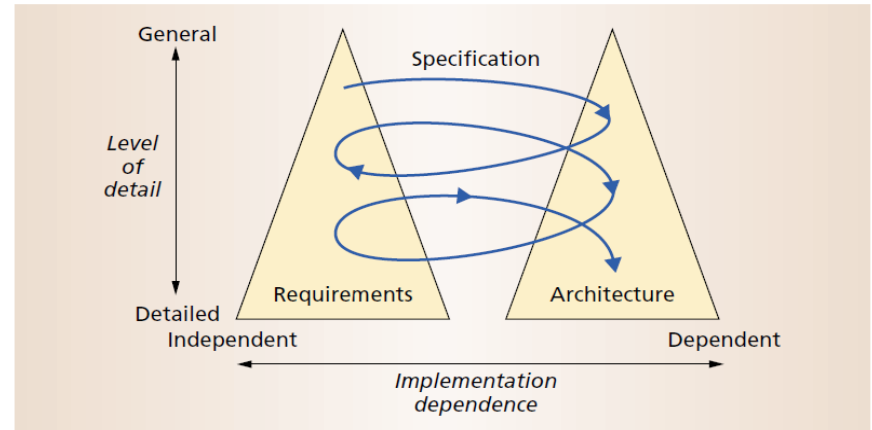 General
Specification
Level
of
detail
Requirements
Architecture
Detailed
Independent
Dependent
Implementation
dependence